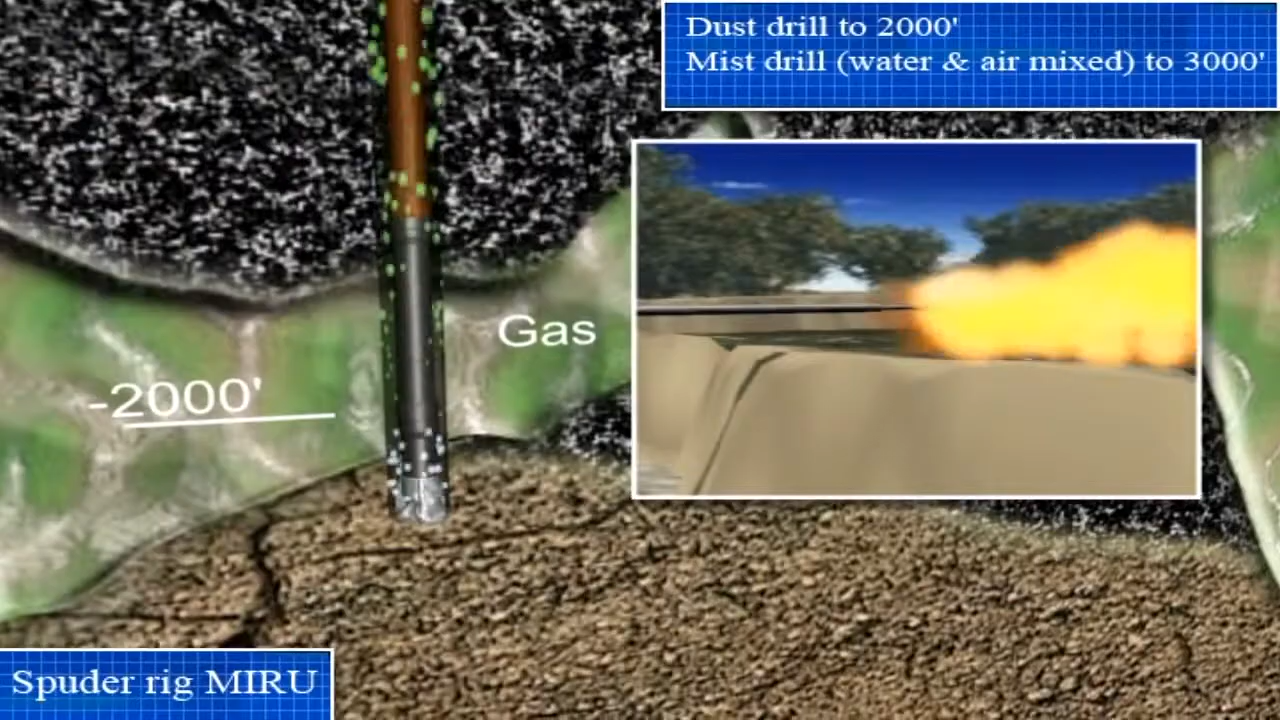 Dust drill to 2000'
Mist drill (water & air mixed) to 3000'
Gas
-2000'
Spuder rig MIRU